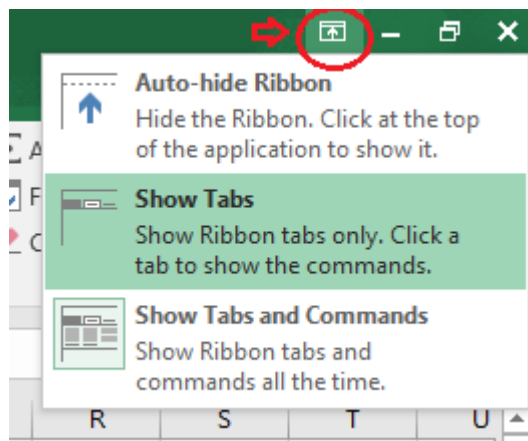 Auto-hide Ribbon
Hide the Ribbon. Click at the top
of the application to show it.
Show Tabs
Show Ribbon tabs only. Click a
tab to show the commands.
Show Tabs and Commands
Show Ribbon tabs and
commands all the time.
A
F
C
R S T U